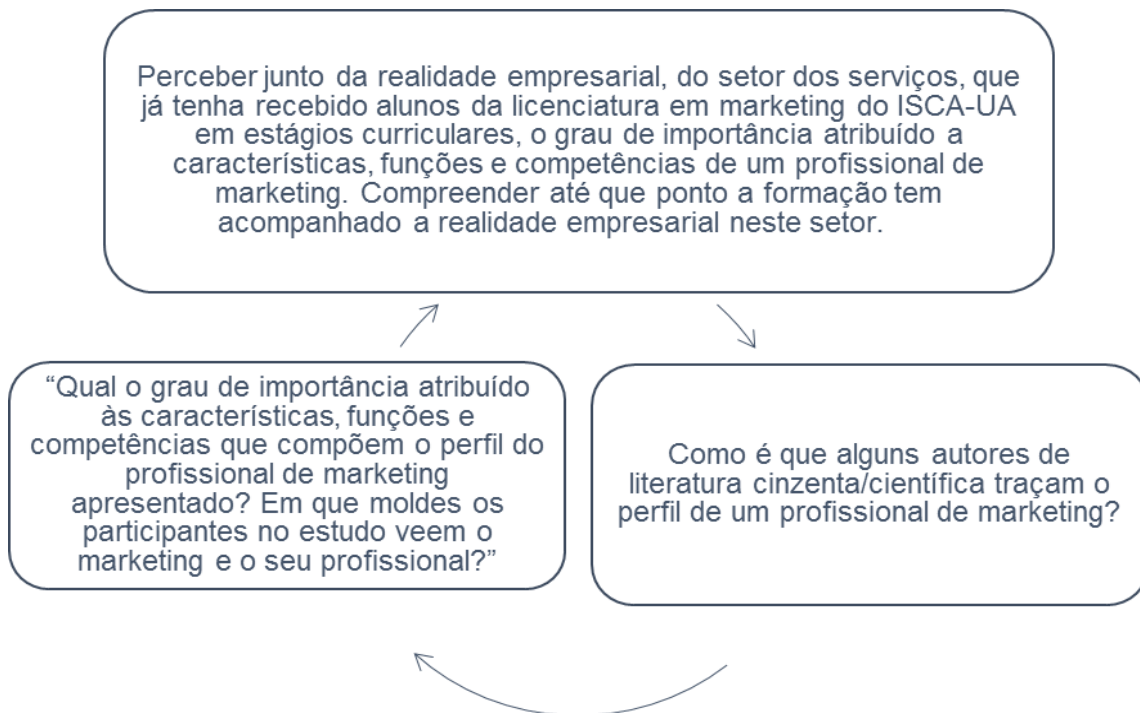 Perceber junto da realidade empresarial, do setor dos serviços, que
já tenha recebido alunos da licenciatura em marketing do ISCA-UA
em estágios curriculares, o grau de importância atribuído a
características, funções e competências de um profissional de
marketing. Compreender até que ponto a formação tem
acompanhado a realidade empresarial neste setor.
“Qual o grau de importância atribuído
às características, funções e
competências que compõem o perfil do
profissional de marketing
apresentado? Em que moldes os
participantes no estudo veem o
marketing e o seu profissional?”
Como é que alguns autores de
literatura cinzenta/científica traçam o
perfil de um profissional de marketing?